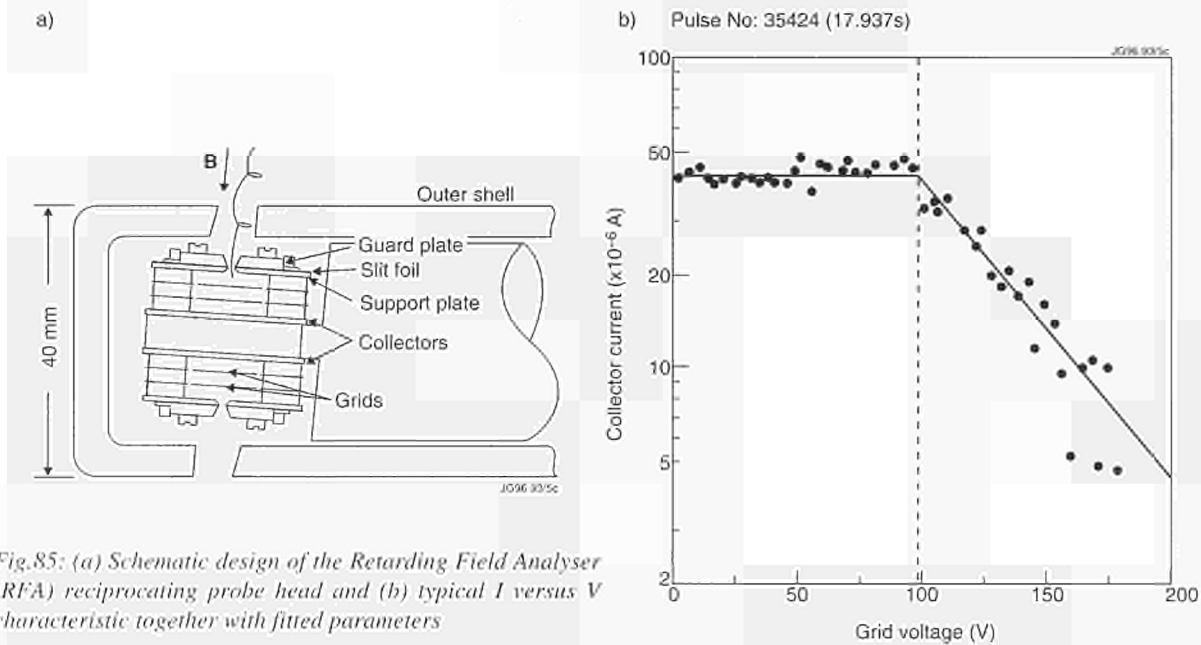 a)
B
Outer shell
Guard plate
Slit foil
Support plate
Collectors
Grids
40 mm
JG96.93/5c
Fig.85: (a) Schematic design of the Retarding Field Analyser
(RFA) reciprocating probe head and (b) typical I versus V
characteristic together with fitted parameters
b) Pulse No: 35424 (17.937s)
JG96.93/5c
100
50
20
10
5
2
Collector current (x10⁻⁶ A)
0 50 100 150 200
Grid voltage (V)